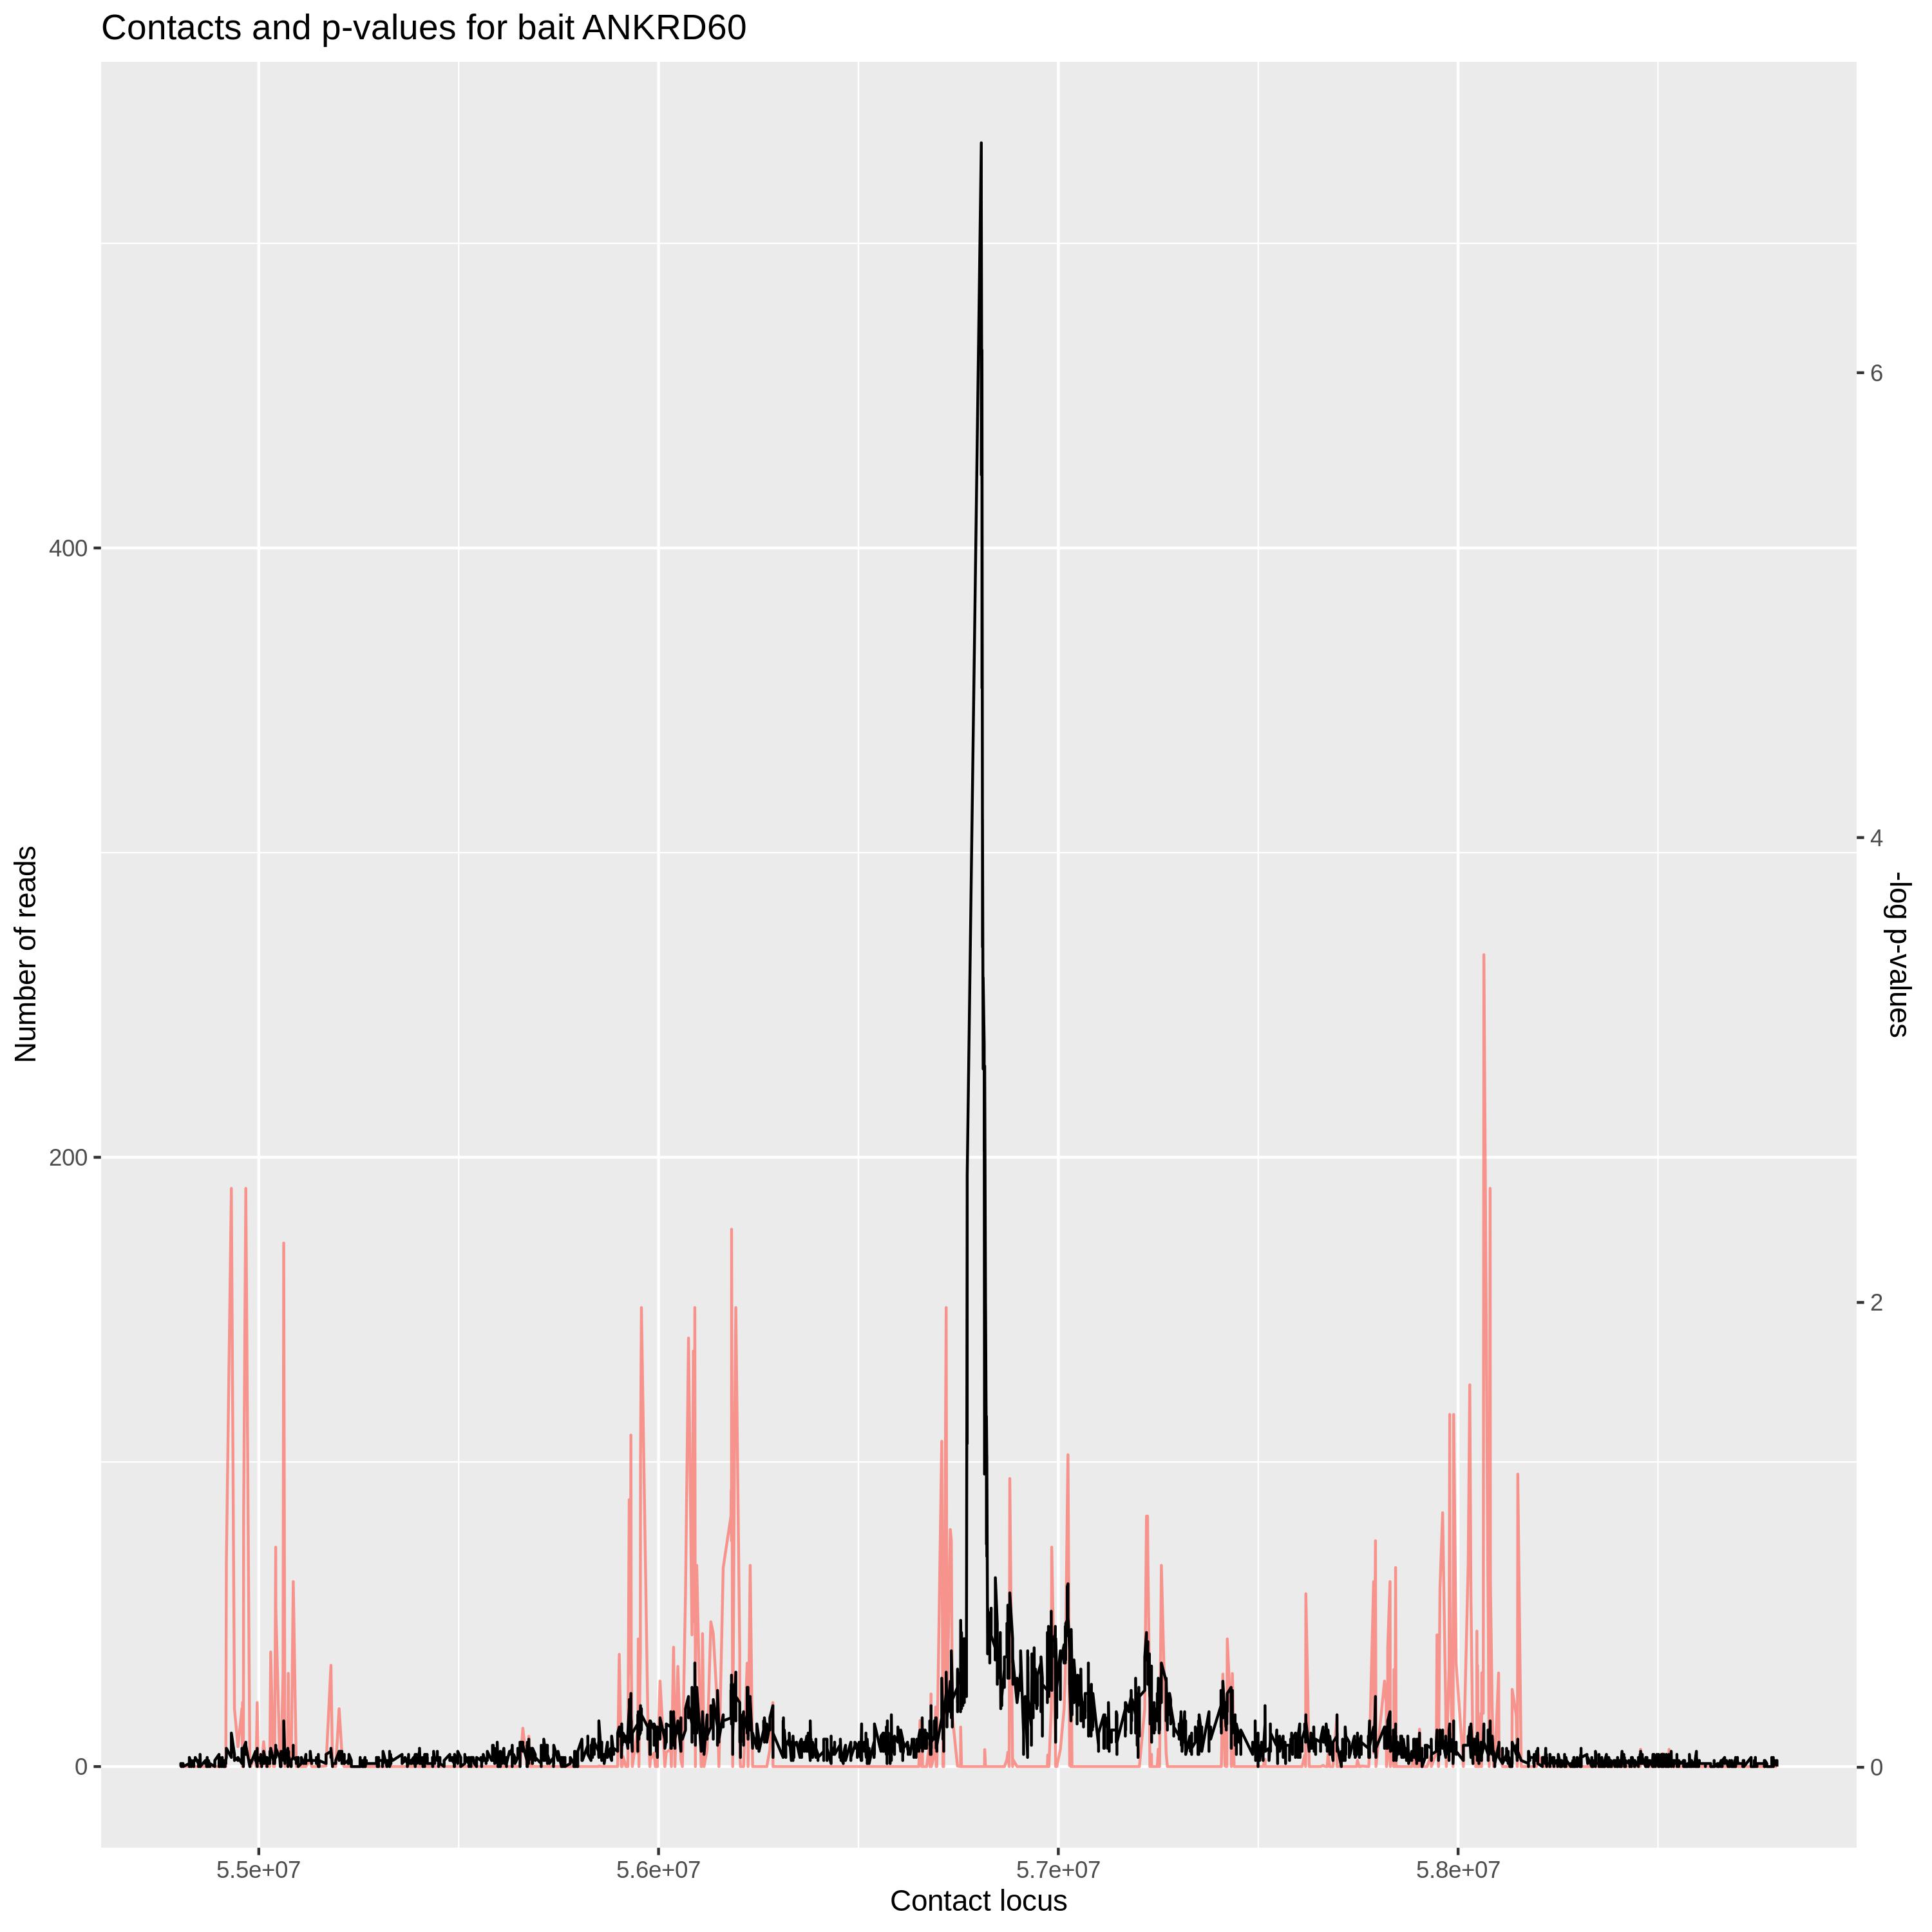 Contacts and p-values for bait ANKRD60
Number of reads
400
200
0
6
4
2
0
-log p-values
5.5e+07
5.6e+07
5.7e+07
5.8e+07
Contact locus